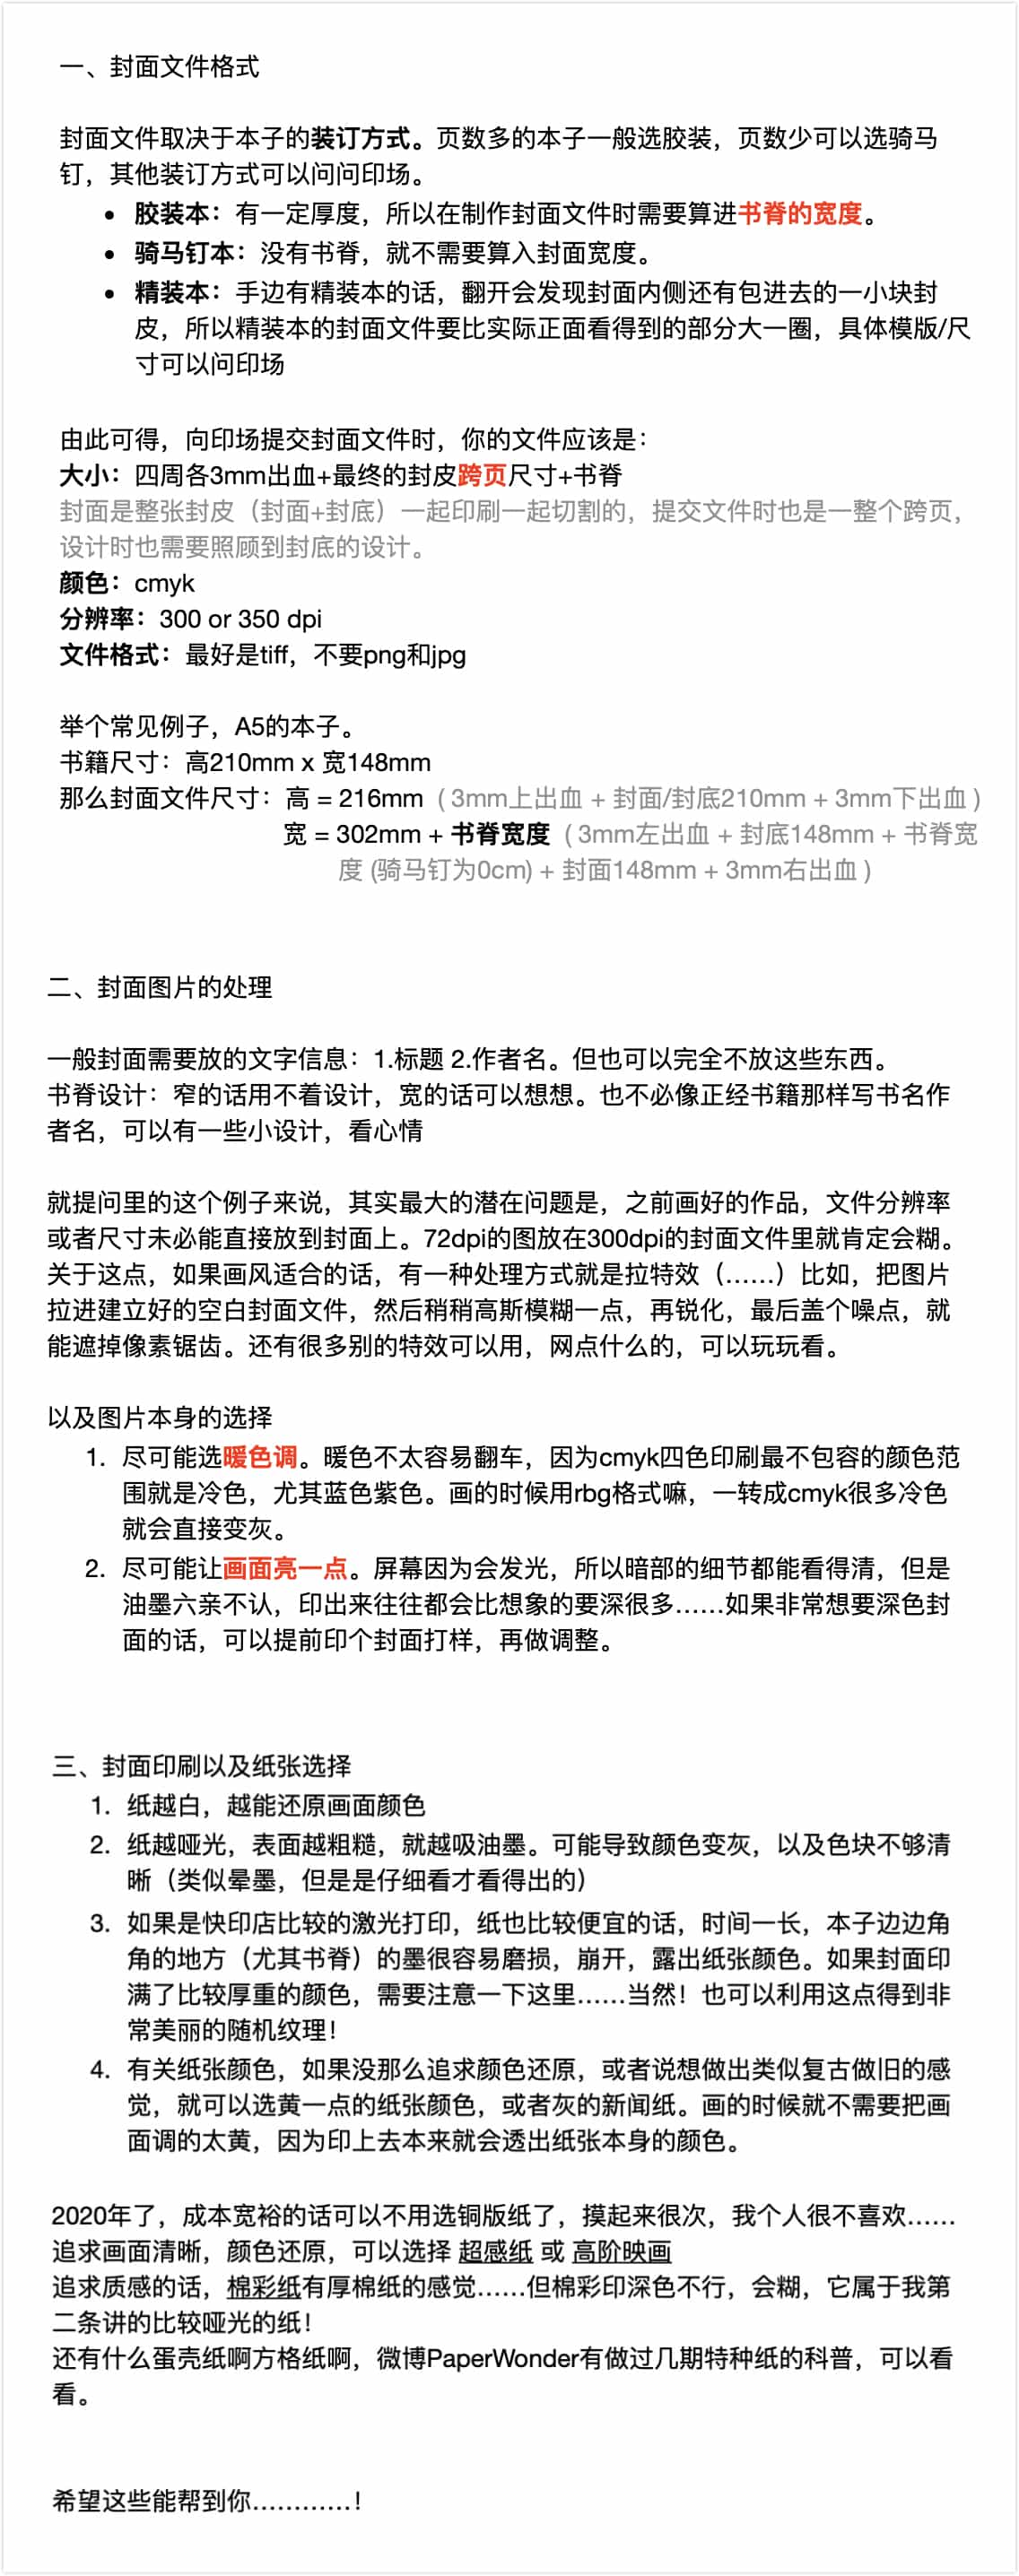 一、封面文件格式
封面文件取决于本子的装订方式。页数多的本子一般选胶装，页数少可以选骑马
钉，其他装订方式可以问问印场。
• 胶装本：有一定厚度，所以在制作封面文件时需要算进书脊的宽度。
• 骑马钉本：没有书脊，就不需要算入封面宽度。
• 精装本：手边有精装本的话，翻开会发现封面内侧还有包进去的一小块封
皮，所以精装本的封面文件要比实际正面看得到的部分大一圈，具体模版/尺
寸可以问印场
由此可得，向印场提交封面文件时，你的文件应该是：
大小：四周各3mm出血+最终的封皮跨页尺寸+书脊
封面是整张封皮（封面+封底）一起印刷一起切割的，提交文件时也是一整个跨页，
设计时也需要照顾到封底的设计。
颜色：cmyk
分辨率：300 or 350 dpi
文件格式：最好是tiff，不要png和jpg
举个常见例子，A5的本子。
书籍尺寸：高210mm x 宽148mm
那么封面文件尺寸：高 = 216mm（3mm上出血 + 封面/封底210mm + 3mm下出血）
宽 = 302mm + 书脊宽度（3mm左出血 + 封底148mm + 书脊宽
度 (骑马钉为0cm) + 封面148mm + 3mm右出血）
二、封面图片的处理
一般封面需要放的文字信息：1.标题 2.作者名。但也可以完全不放这些东西。
书脊设计：窄的话用不着设计，宽的话可以想想。也不必像正经书籍那样写书名作
者名，可以有一些小设计，看心情
就提问里的这个例子来说，其实最大的潜在问题是，之前画好的作品，文件分辨率
或者尺寸未必能直接放到封面上。72dpi的图放在300dpi的封面文件里就肯定会糊。
关于这点，如果画风适合的话，有一种处理方式就是拉特效（……）比如，把图片
拉进建立好的空白封面文件，然后稍稍高斯模糊一点，再锐化，最后盖个噪点，就
能遮掉像素锯齿。还有很多别的特效可以用，网点什么的，可以玩玩看。
以及图片本身的选择
1. 尽可能选暖色调。暖色不太容易翻车，因为cmyk四色印刷最不包容的颜色范
围就是冷色，尤其蓝色紫色。画的时候用rbg格式嘛，一转成cmyk很多冷色
就会直接变灰。
2. 尽可能让画面亮一点。屏幕因为会发光，所以暗部的细节都能看得清，但是
油墨六亲不认，印出来往往都会比想象的要深很多……如果非常想要深色封
面的话，可以提前印个封面打样，再做调整。
三、封面印刷以及纸张选择
1. 纸越白，越能还原画面颜色
2. 纸越哑光，表面越粗糙，就越吸油墨。可能导致颜色变灰，以及色块不够清
晰（类似晕墨，但是是仔细看才看得出的）
3. 如果是快印店比较的激光打印，纸也比较便宜的话，时间一长，本子边边角
角的地方（尤其书脊）的墨很容易磨损，崩开，露出纸张颜色。如果封面印
满了比较厚重的颜色，需要注意一下这里……当然！也可以利用这点得到非
常美丽的随机纹理！
4. 有关纸张颜色，如果没那么追求颜色还原，或者说想做出类似复古做旧的感
觉，就可以选黄一点的纸张颜色，或者灰的新闻纸。画的时候就不需要把画
面调的太黄，因为印上去本来就会透出纸张本身的颜色。
2020年了，成本宽裕的话可以不用选铜版纸了，摸起来很次，我个人很不喜欢……
追求画面清晰，颜色还原，可以选择 超感纸 或 高阶映画
追求质感的话，棉彩纸有厚棉纸的感觉……但棉彩印深色不行，会糊，它属于我第
二条讲的比较哑光的纸！
还有什么蛋壳纸啊方格纸啊，微博PaperWonder有做过几期特种纸的科普，可以看
看。
希望这些能帮到你…………！